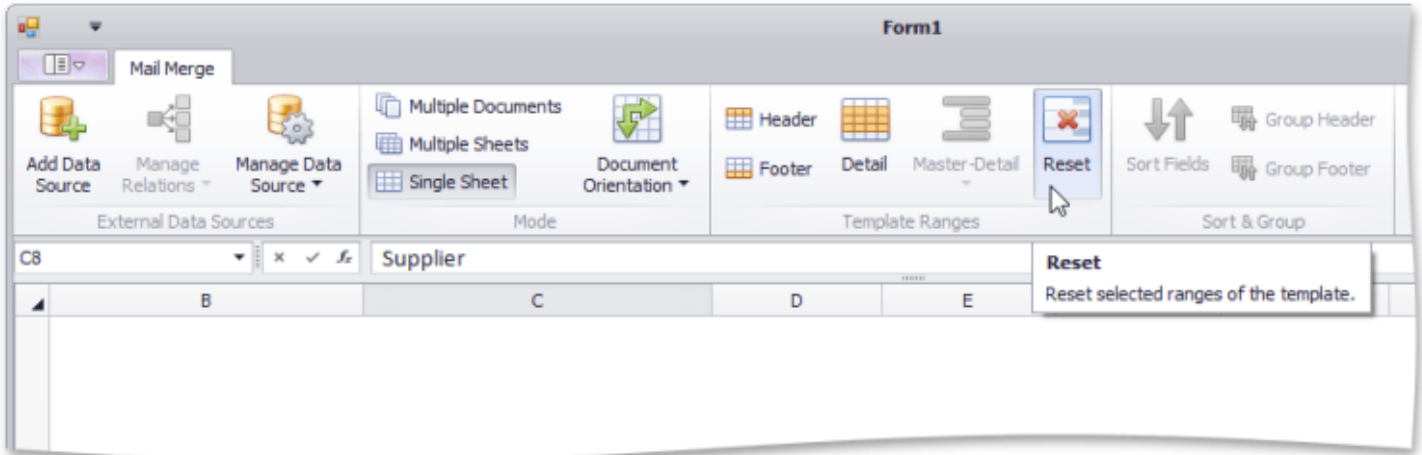 Form1
Mail Merge
Add Data Source
Manage Relations
Manage Data Source
External Data Sources
Multiple Documents
Multiple Sheets
Single Sheet
Document Orientation
Mode
Header
Footer
Detail
Master-Detail
Reset
Template Ranges
Sort Fields
Group Header
Group Footer
Sort & Group
C8
fx
Supplier
Reset
Reset selected ranges of the template.
B
C
D
E